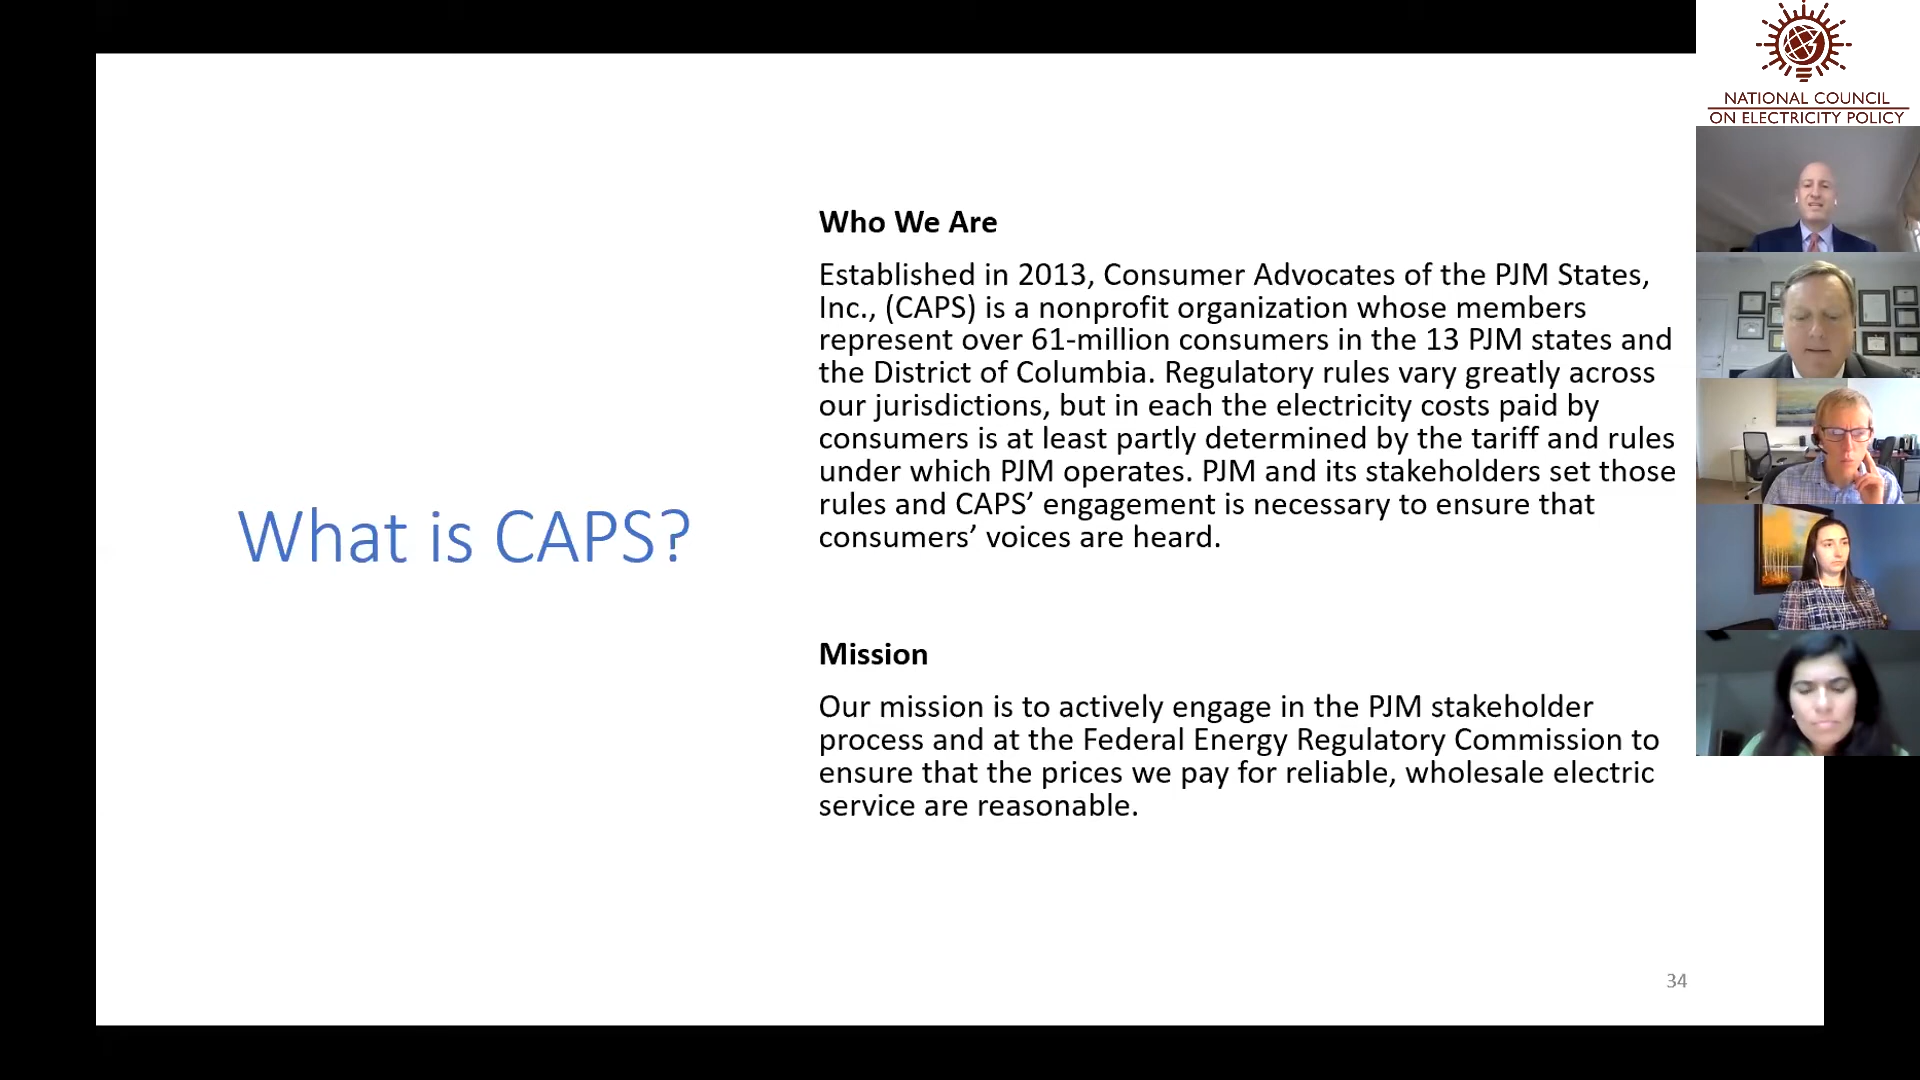 NATIONAL COUNCIL
ON ELECTRICITY POLICY
What is CAPS?
Who We Are
Established in 2013, Consumer Advocates of the PJM States,
Inc., (CAPS) is a nonprofit organization whose members
represent over 61-million consumers in the 13 PJM states and
the District of Columbia. Regulatory rules vary greatly across
our jurisdictions, but in each the electricity costs paid by
consumers is at least partly determined by the tariff and rules
under which PJM operates. PJM and its stakeholders set those
rules and CAPS’ engagement is necessary to ensure that
consumers’ voices are heard.
Mission
Our mission is to actively engage in the PJM stakeholder
process and at the Federal Energy Regulatory Commission to
ensure that the prices we pay for reliable, wholesale electric
service are reasonable.
34